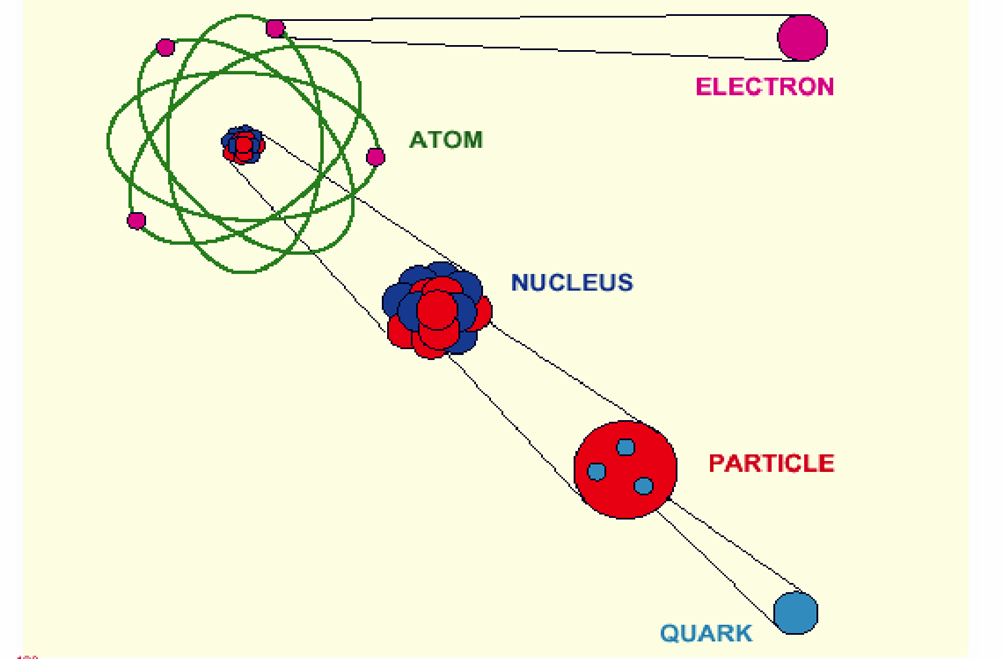 ELECTRON
ATOM
NUCLEUS
PARTICLE
QUARK